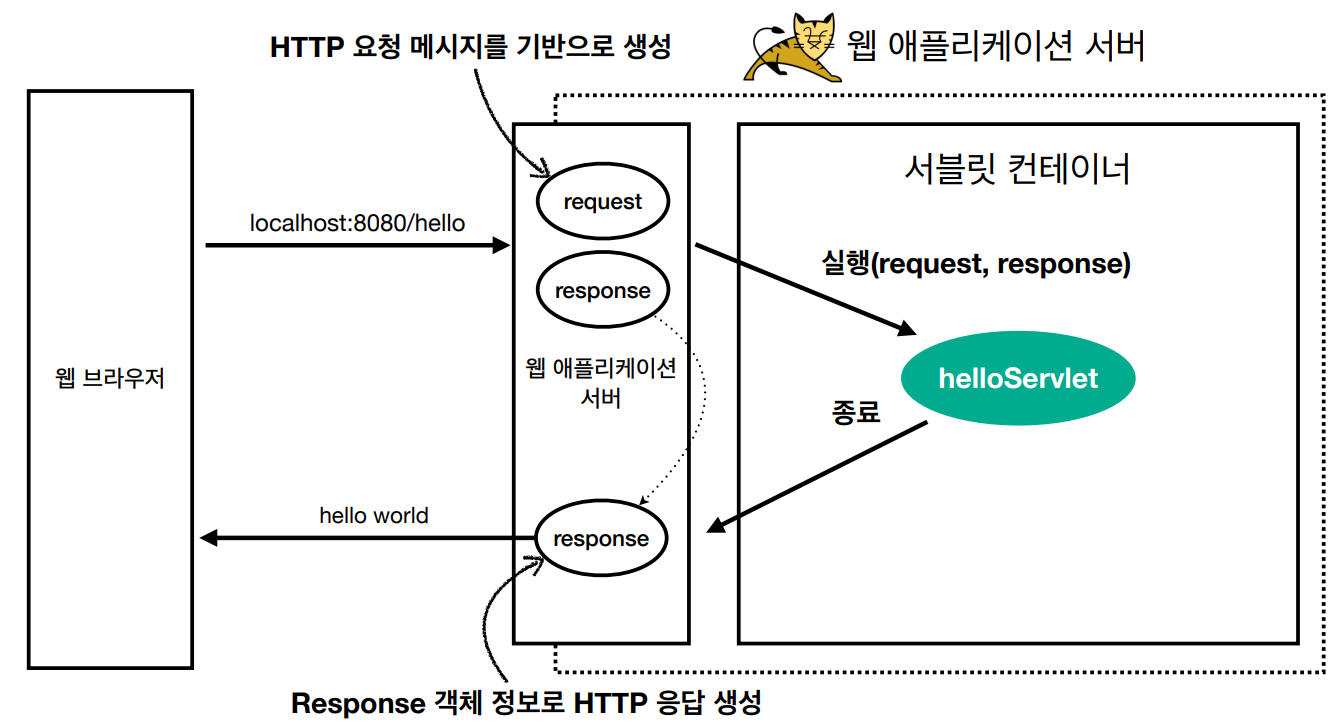 HTTP 요청 메시지를 기반으로 생성
웹 애플리케이션 서버
서블릿 컨테이너
request
localhost:8080/hello
실행(request, response)
response
웹 브라우저
웹 애플리케이션
서버
helloServlet
종료
hello world
response
Response 객체 정보로 HTTP 응답 생성